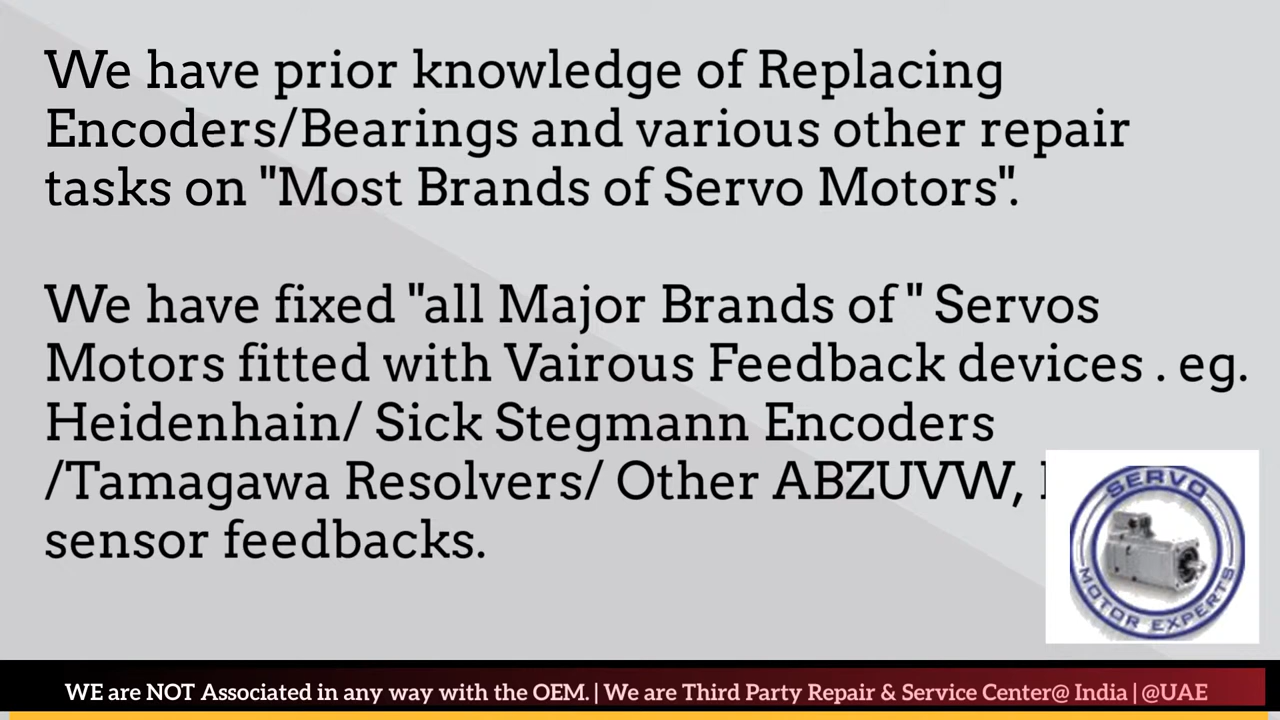 We have prior knowledge of Replacing
Encoders/Bearings and various other repair
tasks on "Most Brands of Servo Motors".
We have fixed "all Major Brands of " Servos
Motors fitted with Vairous Feedback devices . eg.
Heidenhain/ Sick Stegmann Encoders
/Tamagawa Resolvers/ Other ABZUVW,
sensor feedbacks.
SERVO
MOTOR EXPERTS
WE are NOT Associated in any way with the OEM. | We are Third Party Repair & Service Center@ India | @UAE